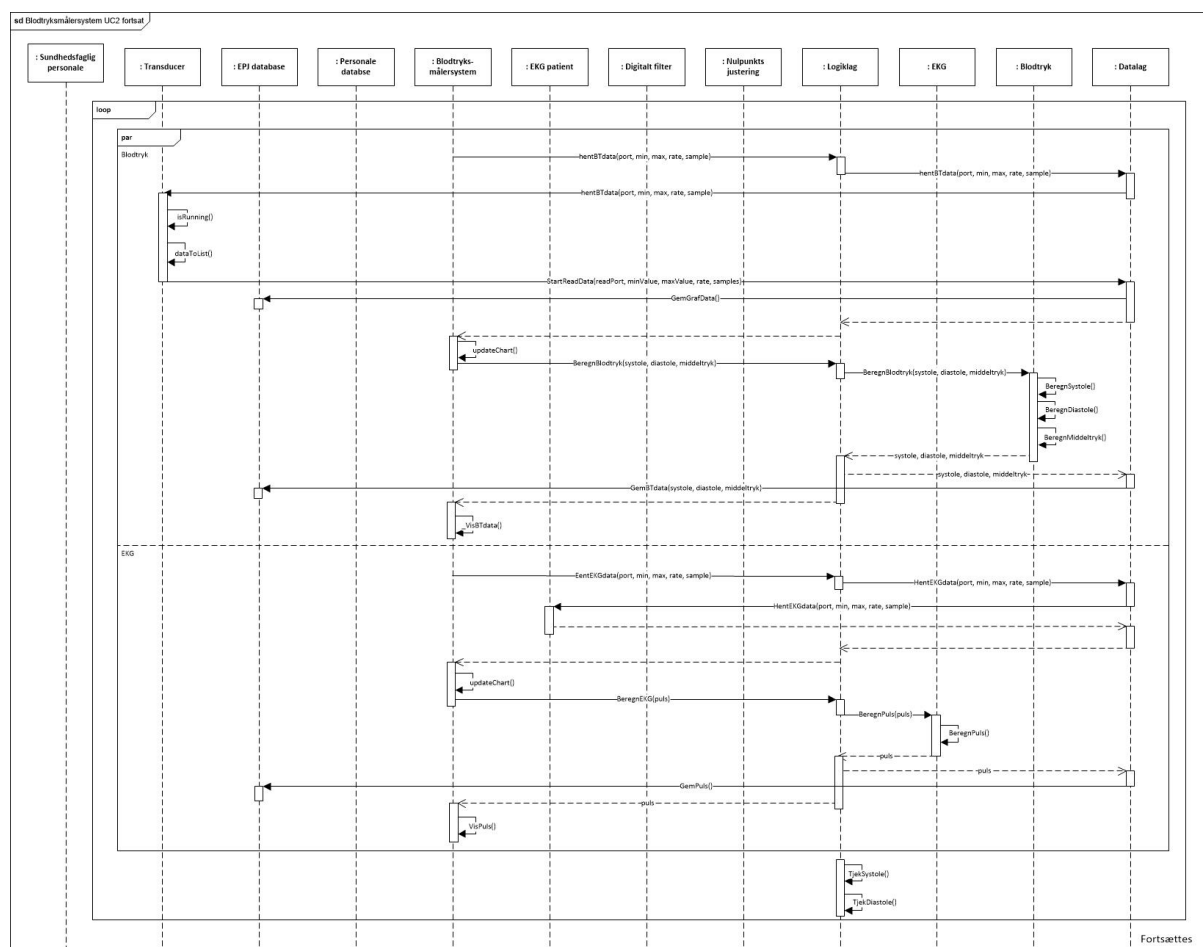 sd Blodtryksmålersystem UC2 fortsat
: Sundhedsfaglig
personale
: Transducer
: EPJ database
: Personale
databse
: Blodtryks-
målersystem
: EKG patient
: Digitalt filter
: Nulpunkts
justering
: Logiklag
: EKG
: Blodtryk
: Datalag
loop
par
Blodtryk
hentBTdata(port, min, max, rate, sample)
hentBTdata(port, min, max, rate, sample)
hentBTdata(port, min, max, rate, sample)
isRunning()
dataToList()
StartReadData(readPort, minValue, maxValue, rate, samples)
GemGrafData()
updateChart()
BeregnBlodtryk(systole, diastole, middeltryk)
BeregnBlodtryk(systole, diastole, middeltryk)
BeregnSystole()
BeregnDiastole()
BeregnMiddeltryk()
systole, diastole, middeltryk
systole, diastole, middeltryk
GemBTdata(systole, diastole, middeltryk)
VisBTdata()
EKG
EentEKGdata(port, min, max, rate, sample)
HentEKGdata(port, min, max, rate, sample)
HentEKGdata(port, min, max, rate, sample)
updateChart()
BeregnEKG(puls)
BeregnPuls(puls)
BeregnPuls()
puls
puls
GemPuls()
puls
VisPuls()
TjekSystole()
TjekDiastole()
Fortsættes